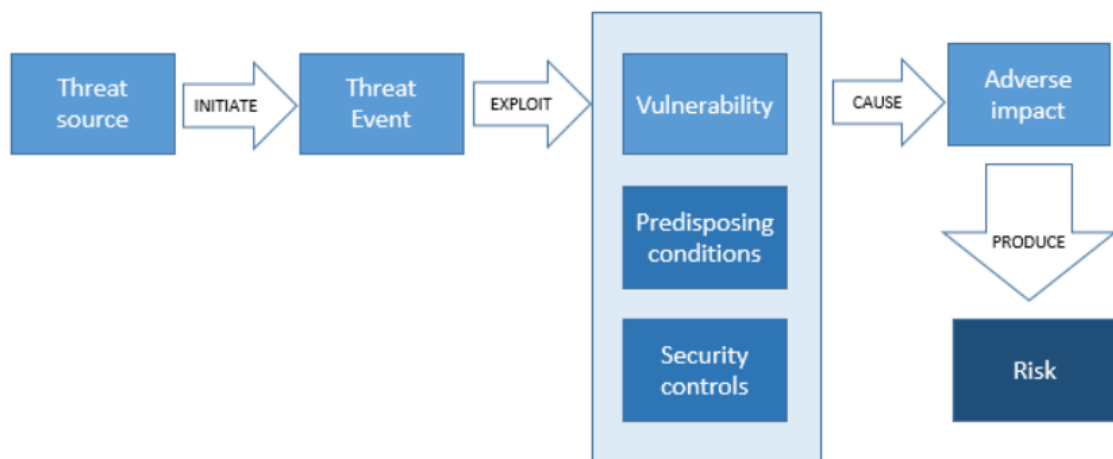 Threat
source
INITIATE
Threat
Event
EXPLOIT
Vulnerability
Predisposing
conditions
Security
controls
CAUSE
Adverse
impact
PRODUCE
Risk